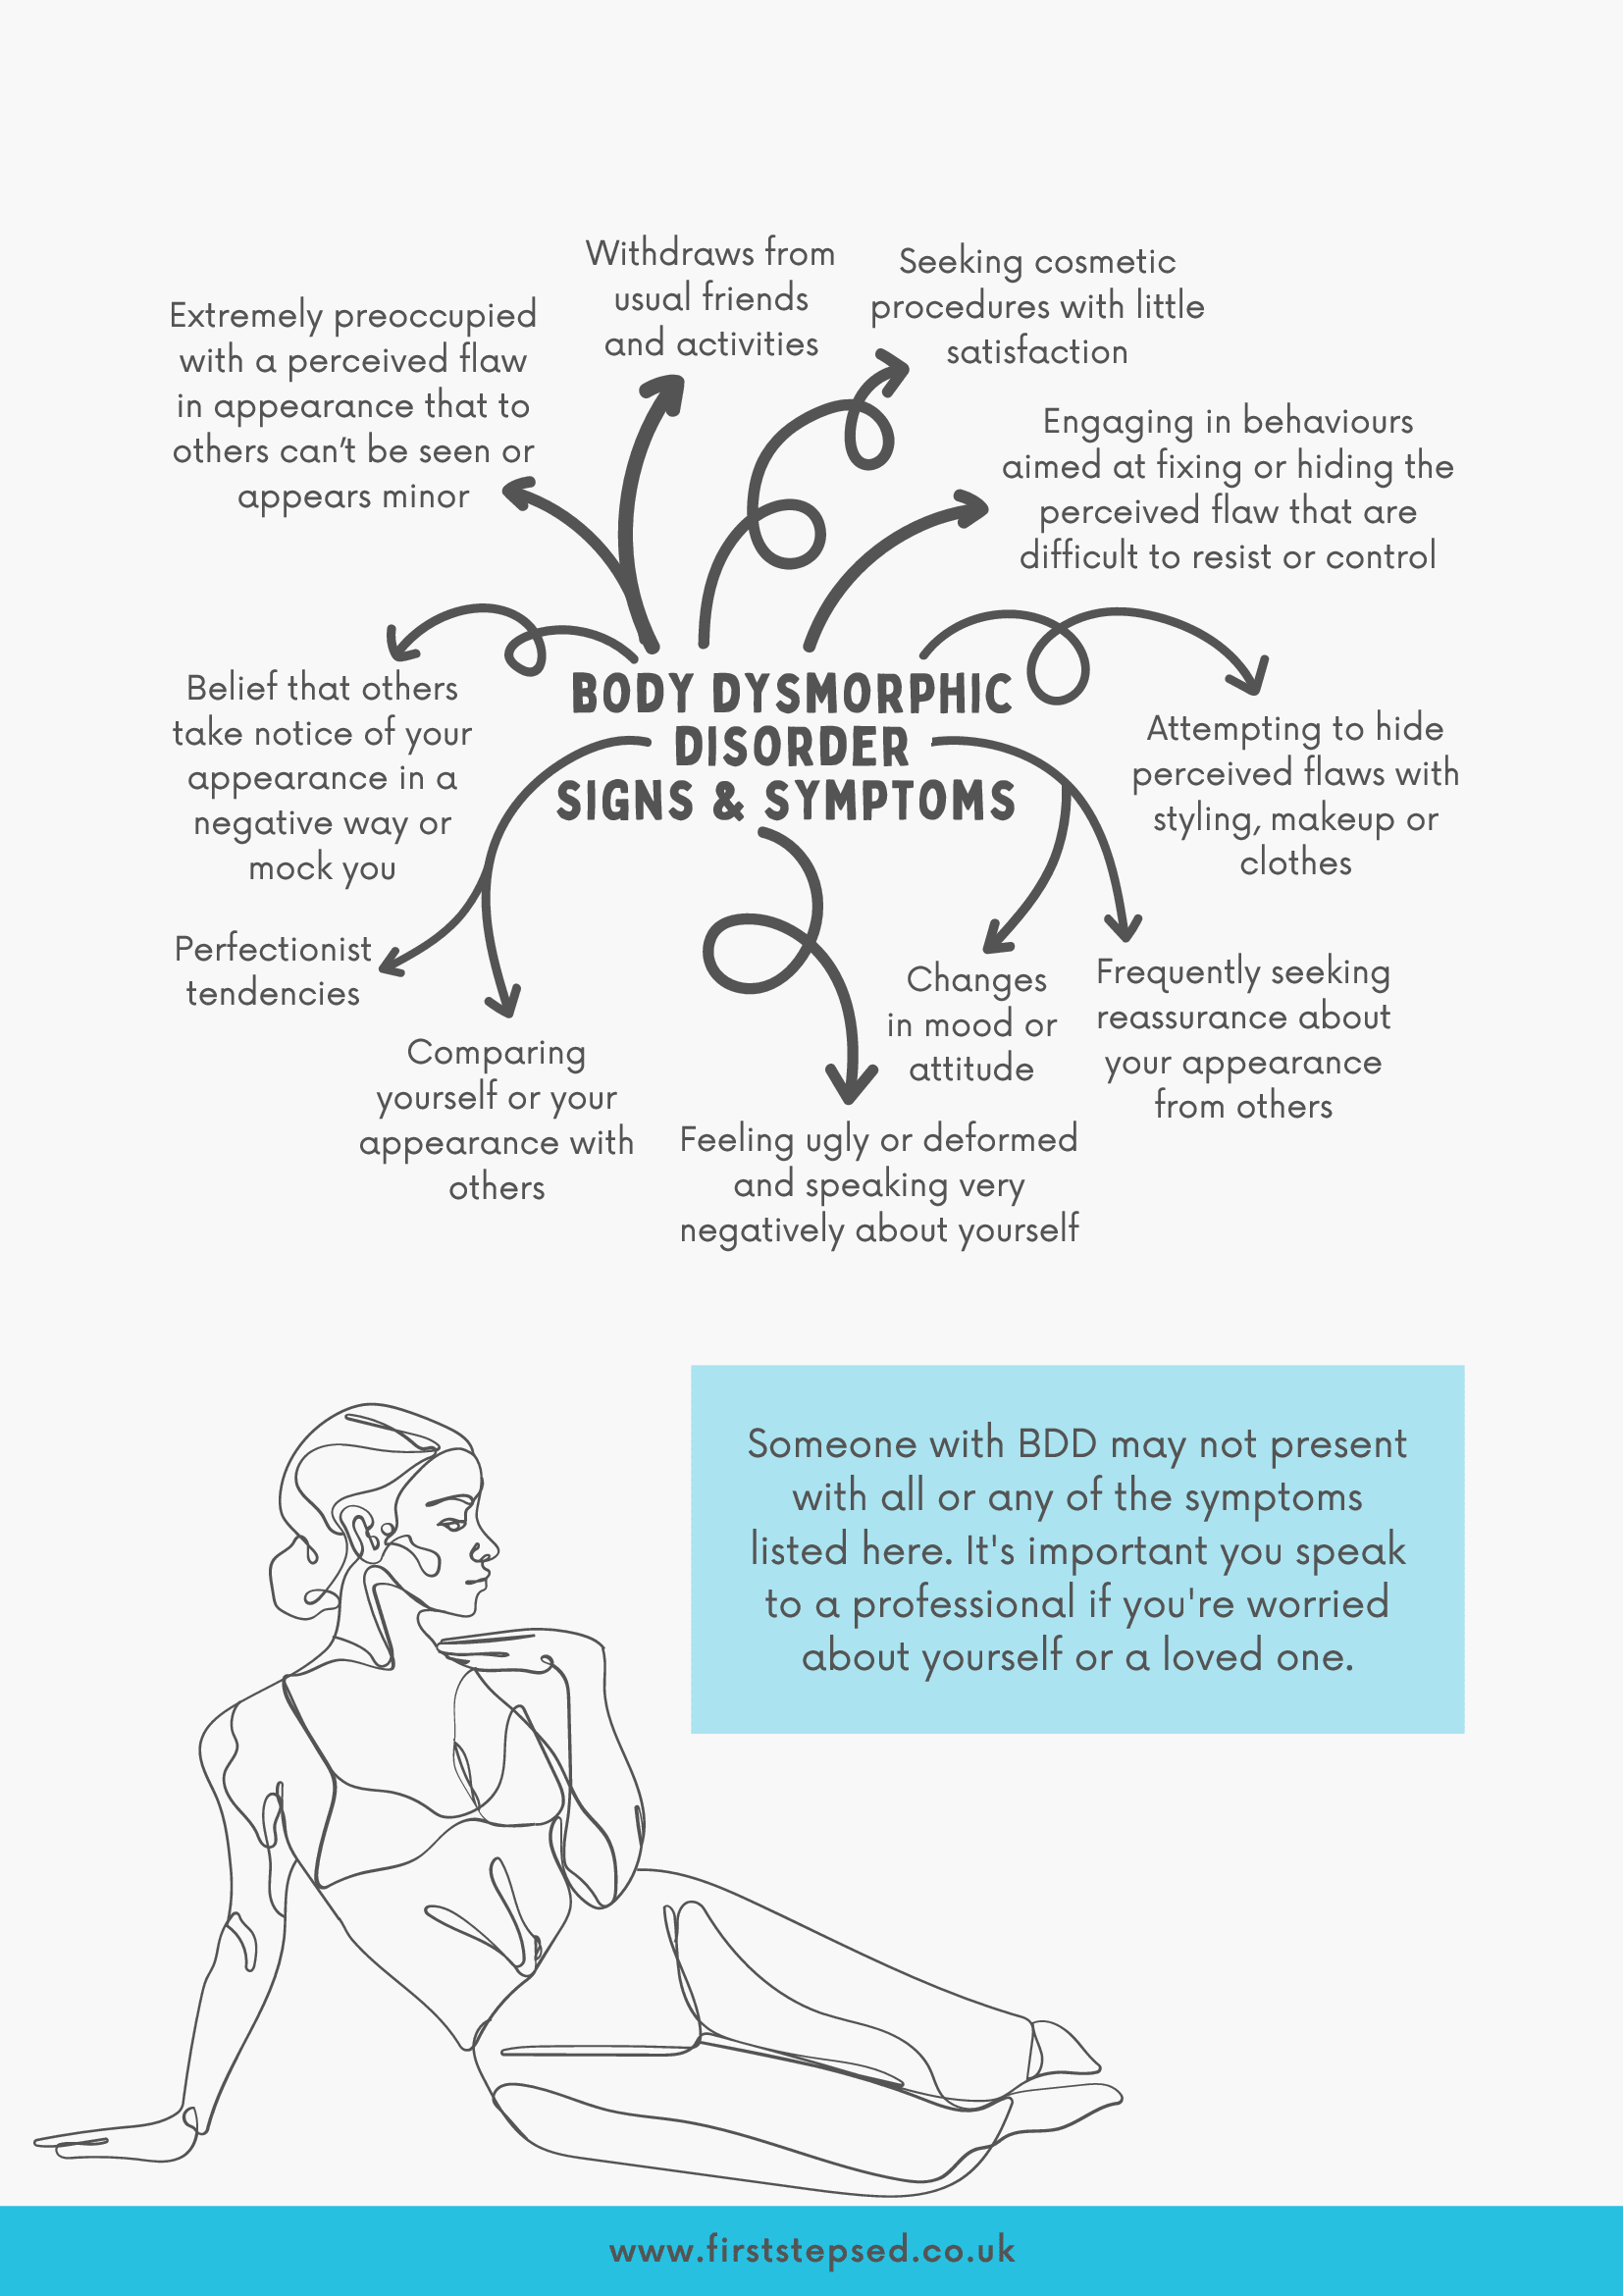 Withdraws from
usual friends
and activities
Seeking cosmetic
procedures with little
satisfaction
Extremely preoccupied
with a perceived flaw
in appearance that to
others can't be seen or
appears minor
Engaging in behaviours
aimed at fixing or hiding the
perceived flaw that are
difficult to resist or control
BODY DYSMORPHIC
DISORDER
SIGNS & SYMPTOMS
Belief that others
take notice of your
appearance in a
negative way or
mock you
Attempting to hide
perceived flaws with
styling, makeup or
clothes
Perfectionist
tendencies
Comparing
yourself or your
appearance with
others
Feeling ugly or deformed
and speaking very
negatively about yourself
Changes
in mood or
attitude
Frequently seeking
reassurance about
your appearance
from others
Someone with BDD may not present
with all or any of the symptoms
listed here. It's important you speak
to a professional if you're worried
about yourself or a loved one.
www.firststepsed.co.uk